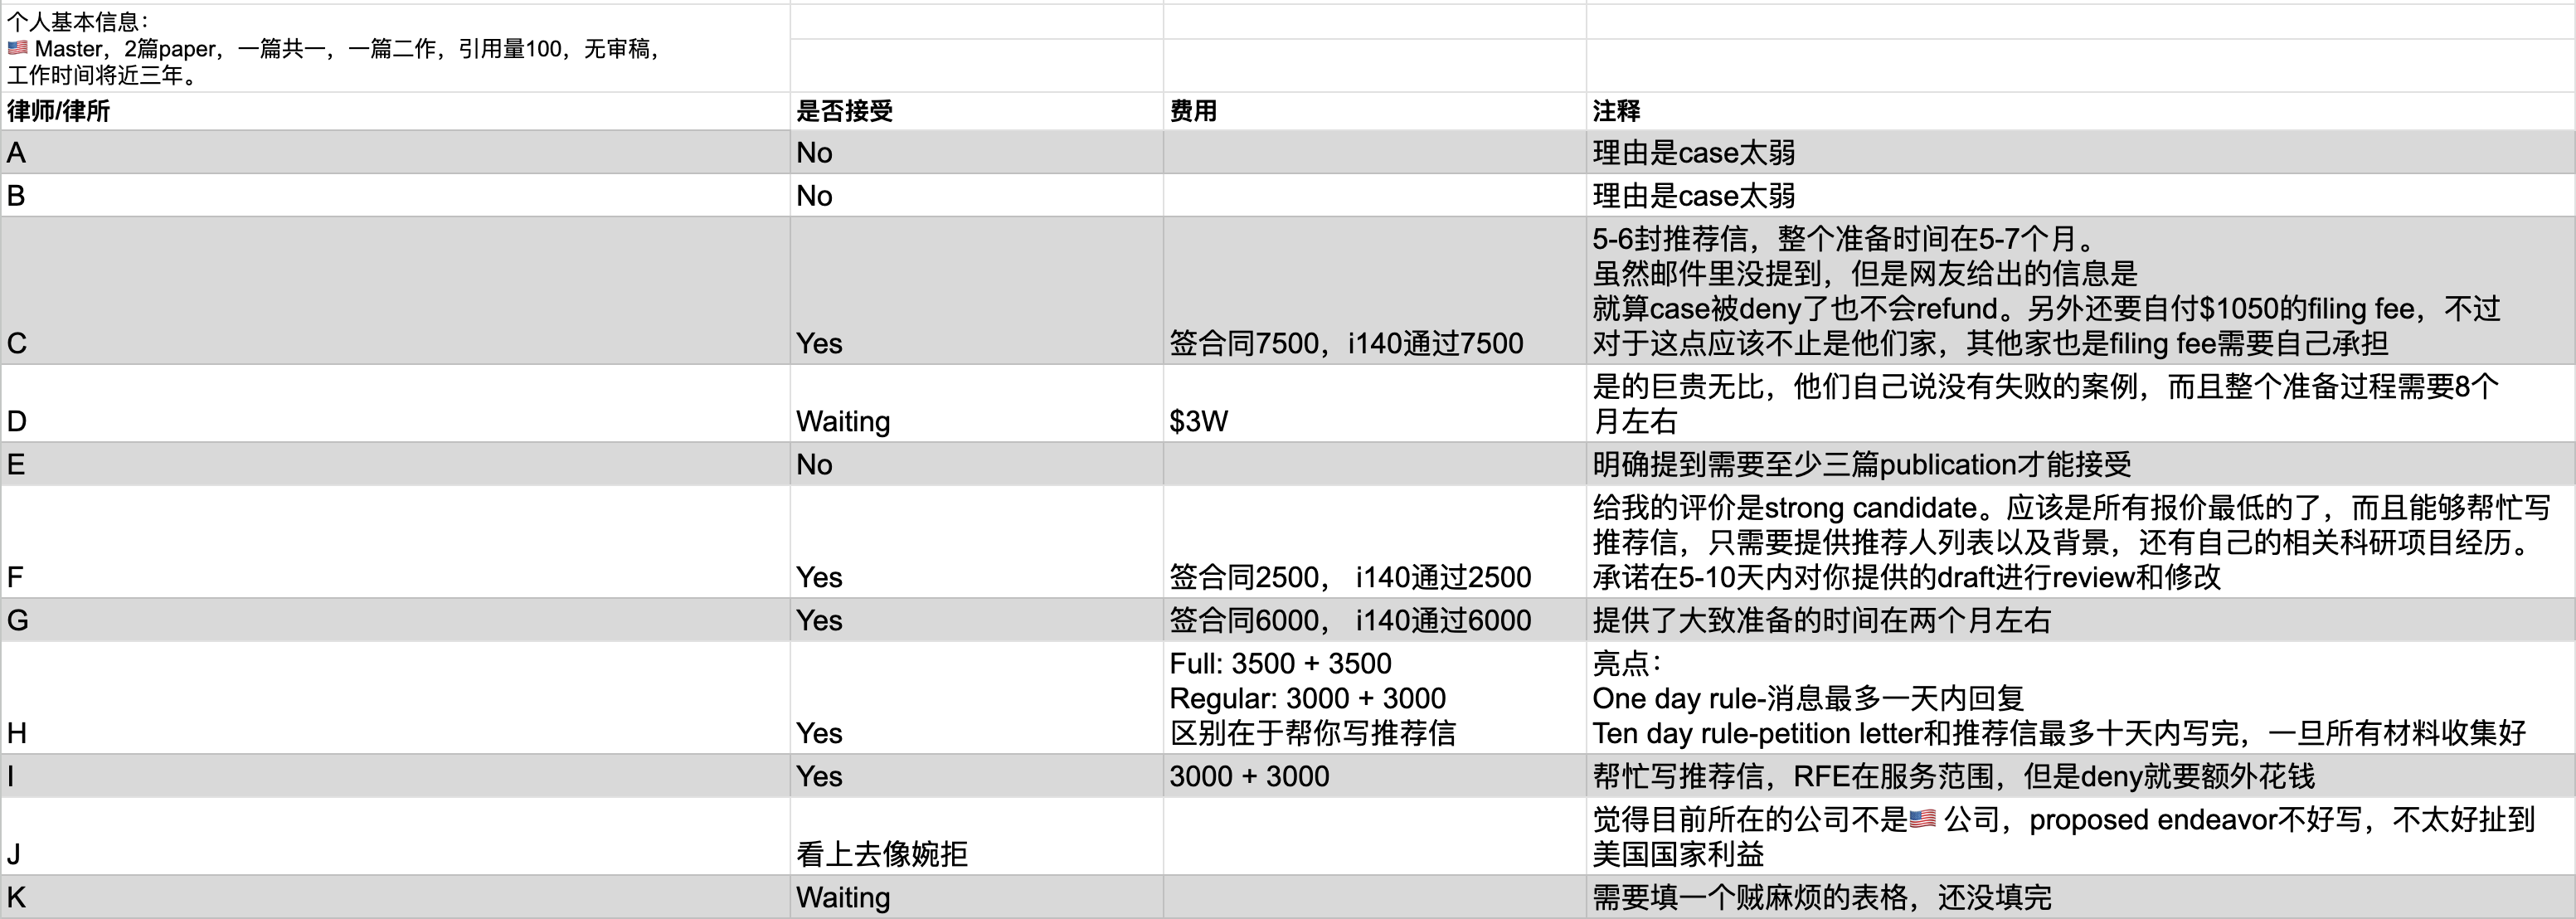 个人基本信息：
🇺🇸 Master，2篇paper，一篇共一，一篇二作，引用量100，无审稿，
工作时间将近三年。
律师/律所 是否接受 费用 注释
A No 理由是case太弱
B No 理由是case太弱
5-6封推荐信，整个准备时间在5-7个月。
虽然邮件里没提到，但是网友给出的信息是
就算case被deny了也不会refund。另外还要自付$1050的filing fee，不过
C Yes 签合同7500，i140通过7500 对于这点应该不止是他们家，其他家也是filing fee需要自己承担
是的巨贵无比，他们自己说没有失败的案例，而且整个准备过程需要8个
D Waiting $3W 月左右
E No 明确提到需要至少三篇publication才能接受
给我的评价是strong candidate。应该是所有报价最低的了，而且能够帮忙写
推荐信，只需要提供推荐人列表以及背景，还有自己的相关科研项目经历。
F Yes 签合同2500， i140通过2500 承诺在5-10天内对你提供的draft进行review和修改
G Yes 签合同6000， i140通过6000 提供了大致准备的时间在两个月左右
Full: 3500 + 3500 亮点：
Regular: 3000 + 3000 One day rule-消息最多一天内回复
H Yes 区别在于帮你写推荐信 Ten day rule-petition letter和推荐信最多十天内写完，一旦所有材料收集好
I Yes 3000 + 3000 帮忙写推荐信，RFE在服务范围，但是deny就要额外花钱
觉得目前所在的公司不是🇺🇸 公司，proposed endeavor不好写，不太好扯到
J 看上去像婉拒 美国国家利益
K Waiting 需要填一个贼麻烦的表格，还没填完